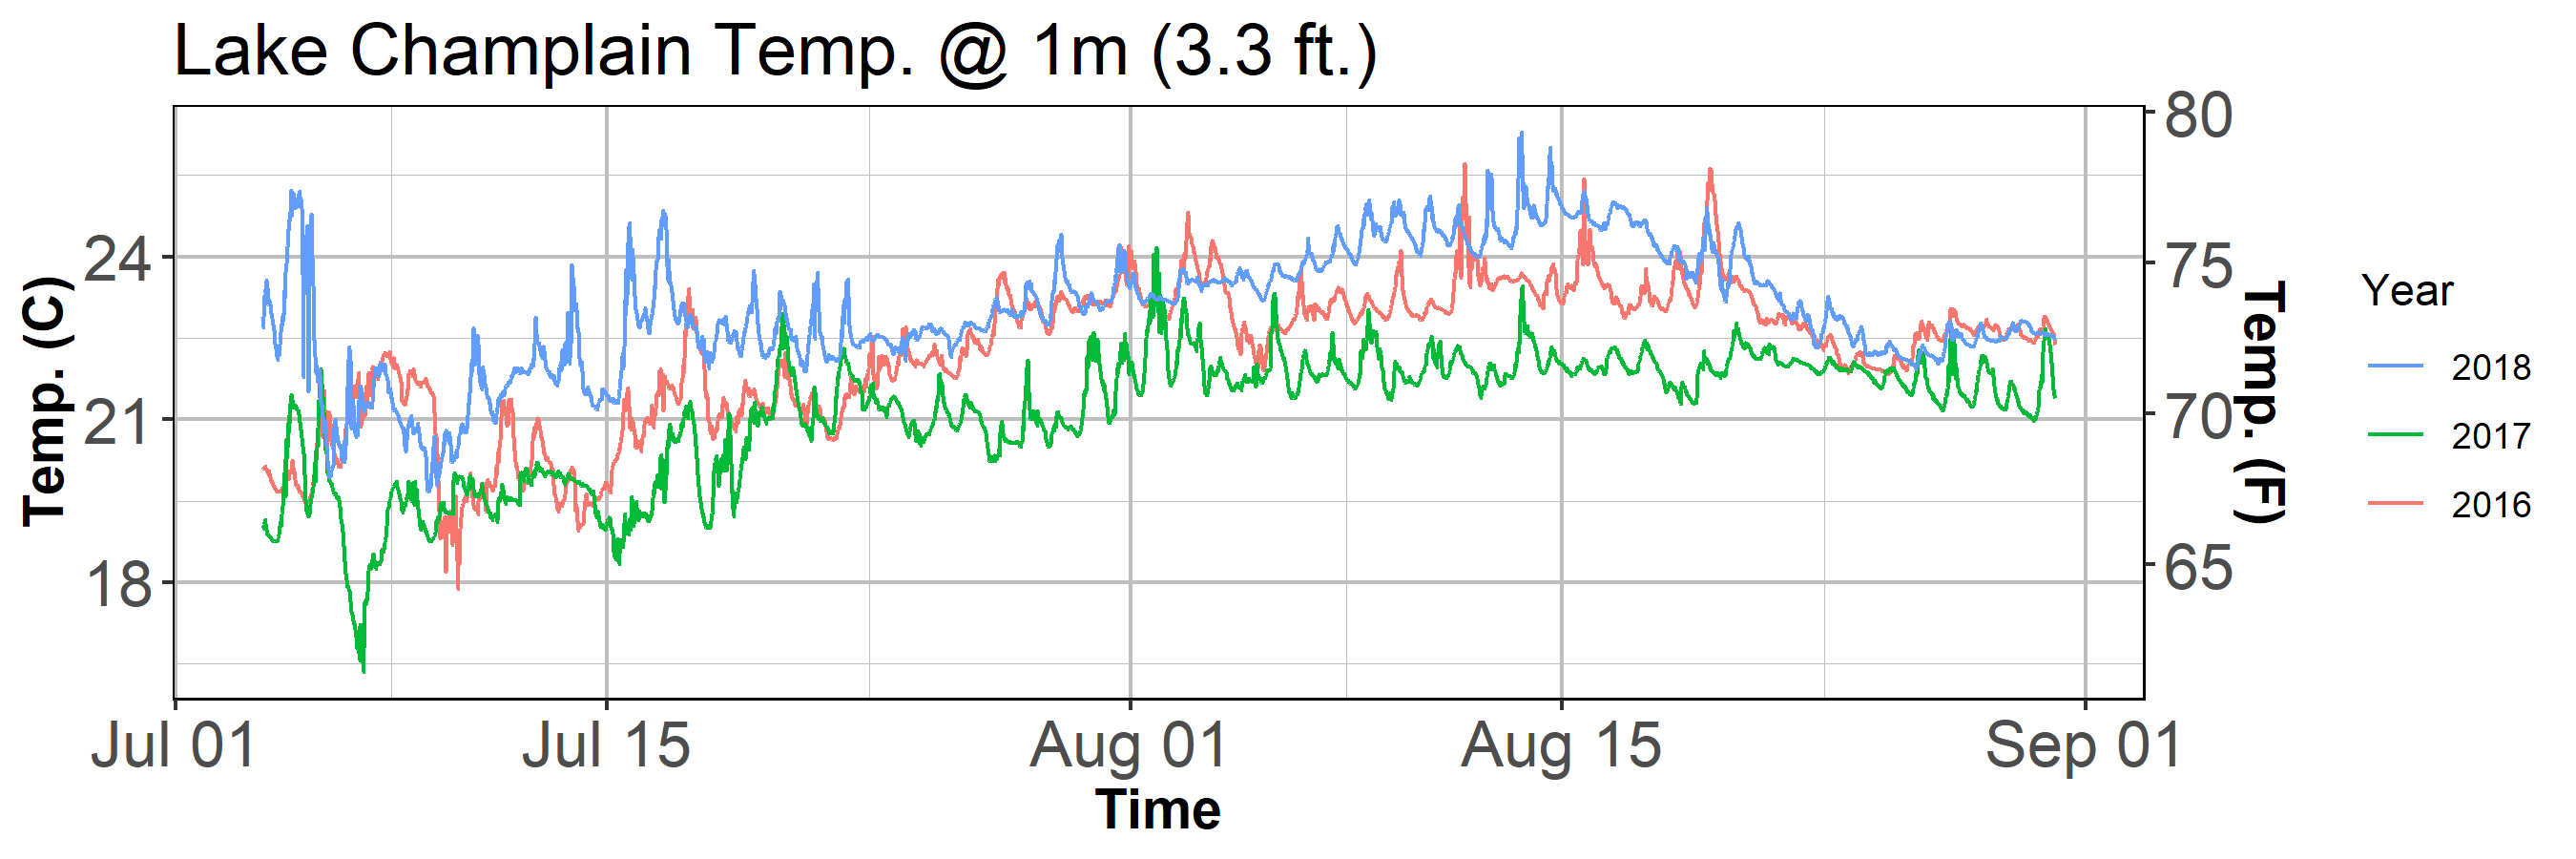 Lake Champlain Temp. @ 1m (3.3 ft.)
Temp. (C)
24
21
18
80
75
70
65
Temp. (F)
Jul 01
Jul 15
Aug 01
Aug 15
Sep 01
Time
Year
2018
2017
2016